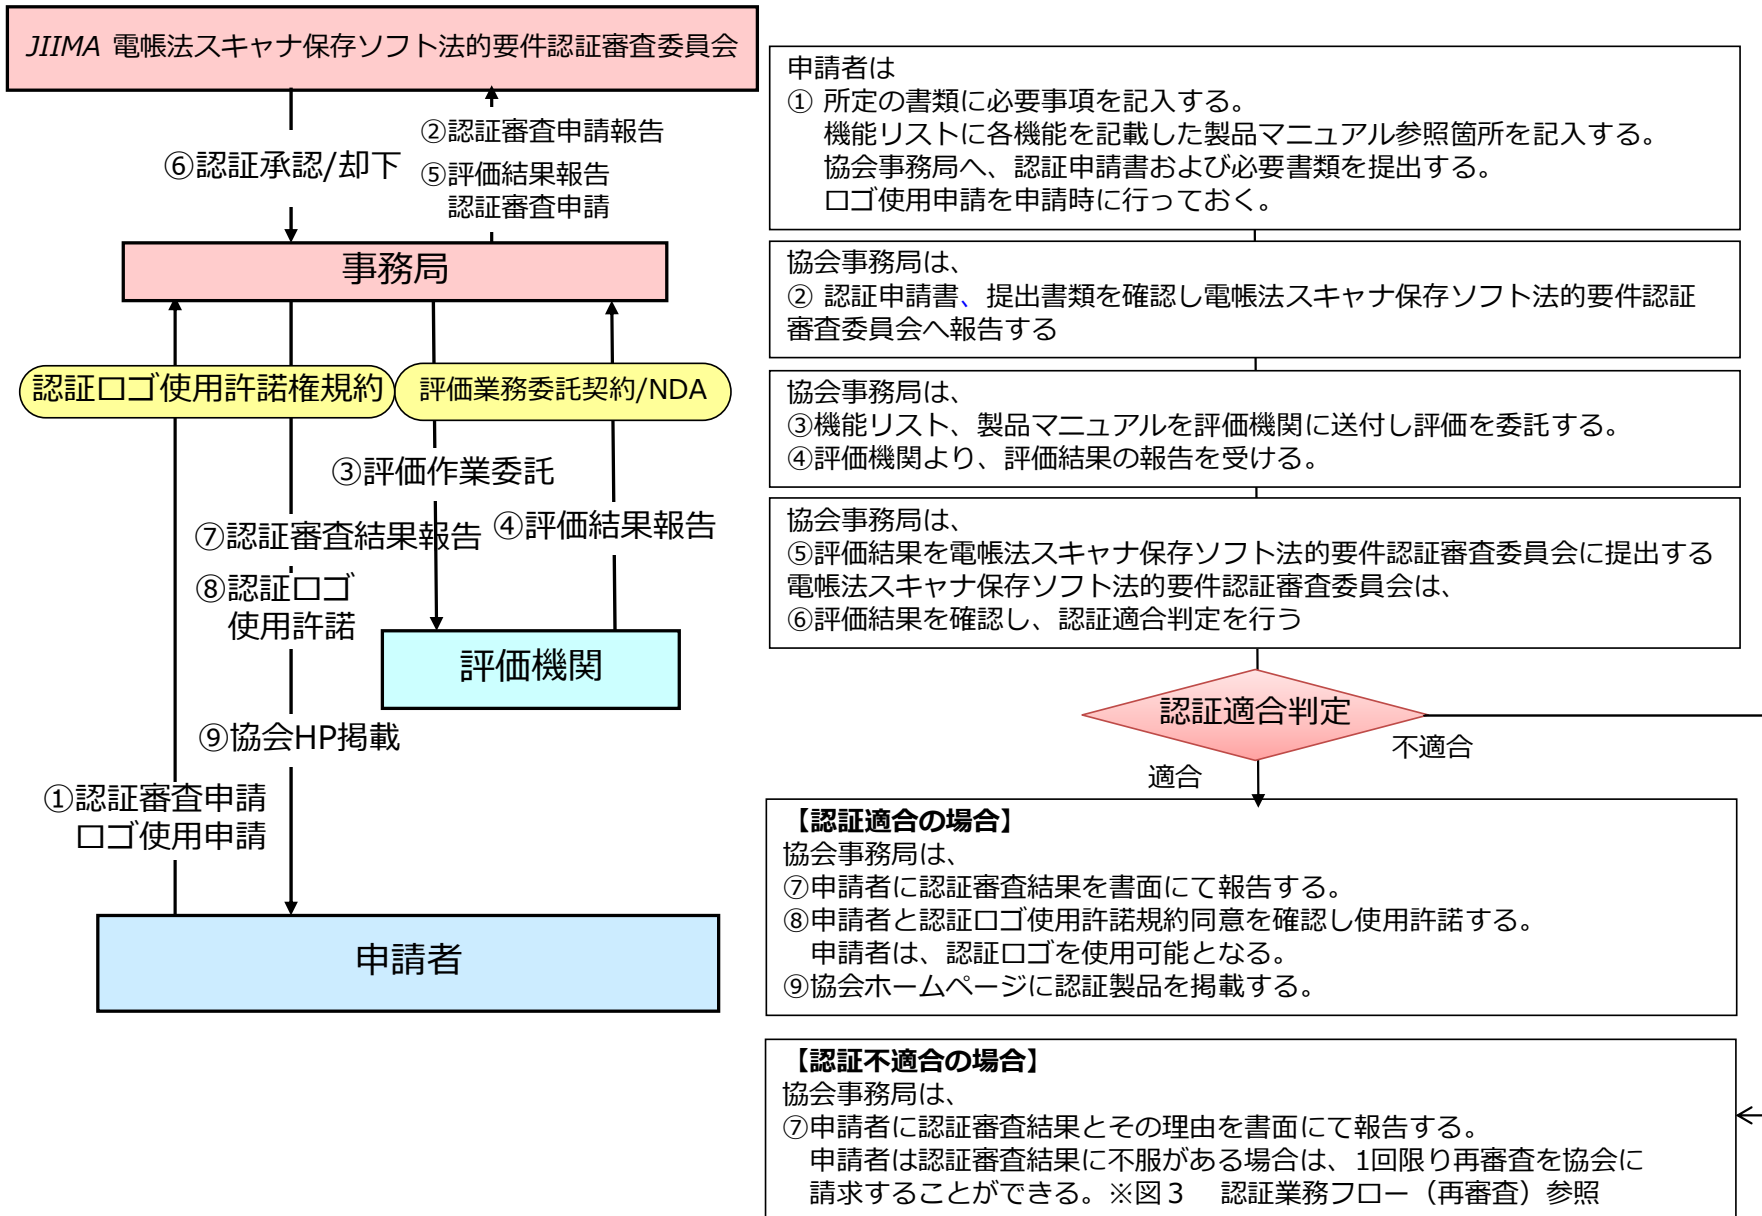 JIIMA 電帳法スキャナ保存ソフト法的要件認証審査委員会
②認証審査申請報告
⑥認証承認/却下
⑤評価結果報告
認証審査申請
事務局
認証ロゴ使用許諾権規約
評価業務委託契約/NDA
③評価作業委託
⑦認証審査結果報告
④評価結果報告
⑧認証ロゴ
使用許諾
評価機関
⑨協会HP掲載
①認証審査申請
ロゴ使用申請
申請者
申請者は
① 所定の書類に必要事項を記入する。
機能リストに各機能を記載した製品マニュアル参照箇所を記入する。
協会事務局へ、認証申請書および必要書類を提出する。
ロゴ使用申請を申請時に行っておく。
協会事務局は、
② 認証申請書、提出書類を確認し電帳法スキャナ保存ソフト法的要件認証
審査委員会へ報告する
協会事務局は、
③機能リスト、製品マニュアルを評価機関に送付し評価を委託する。
④評価機関より、評価結果の報告を受ける。
協会事務局は、
⑤評価結果を電帳法スキャナ保存ソフト法的要件認証審査委員会に提出する
電帳法スキャナ保存ソフト法的要件認証審査委員会は、
⑥評価結果を確認し、認証適合判定を行う
認証適合判定
不適合
適合
【認証適合の場合】
協会事務局は、
⑦申請者に認証審査結果を書面にて報告する。
⑧申請者と認証ロゴ使用許諾規約同意を確認し使用許諾する。
申請者は、認証ロゴを使用可能となる。
⑨協会ホームページに認証製品を掲載する。
【認証不適合の場合】
協会事務局は、
⑦申請者に認証審査結果とその理由を書面にて報告する。
申請者は認証審査結果に不服がある場合は、1回限り再審査を協会に
請求することができる。※図３　認証業務フロー（再審査）参照